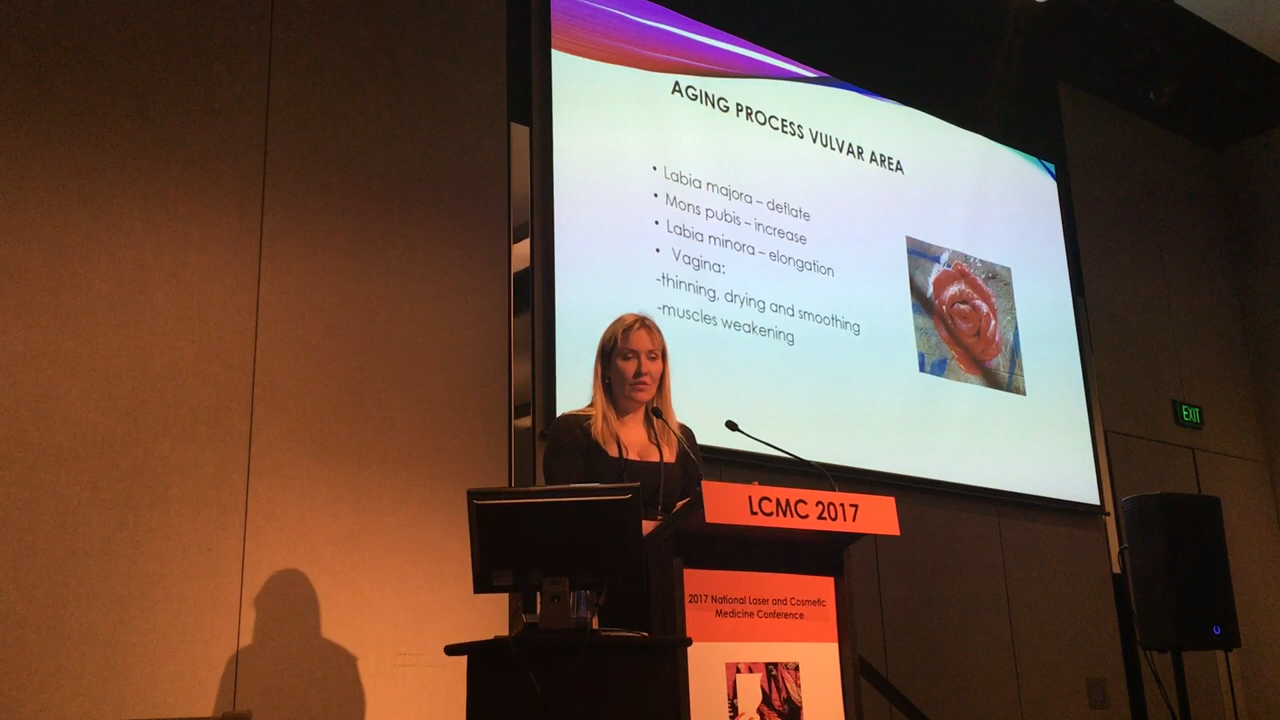 AGING PROCESS VULVAR AREA
• Labia majora – deflate
• Mons pubis – increase
• Labia minora – elongation
• Vagina:
-thinning, drying and smoothing
-muscles weakening
EXIT
LCMC 2017
2017 National Laser and Cosmetic
Medicine Conference